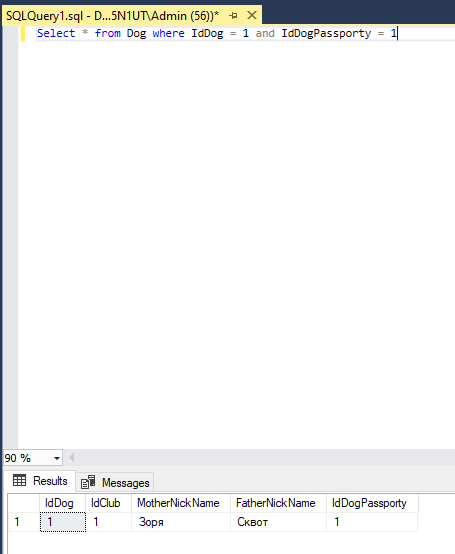 SQLQuery1.sql - D...5N1UT\Admin (56))*
Select * from Dog where IdDog = 1 and IdDogPassporty = 1
90 %
Results Messages
IdDog IdClub MotherNickName FatherNickName IdDogPassporty
1 1 1 Зоря Сквот 1